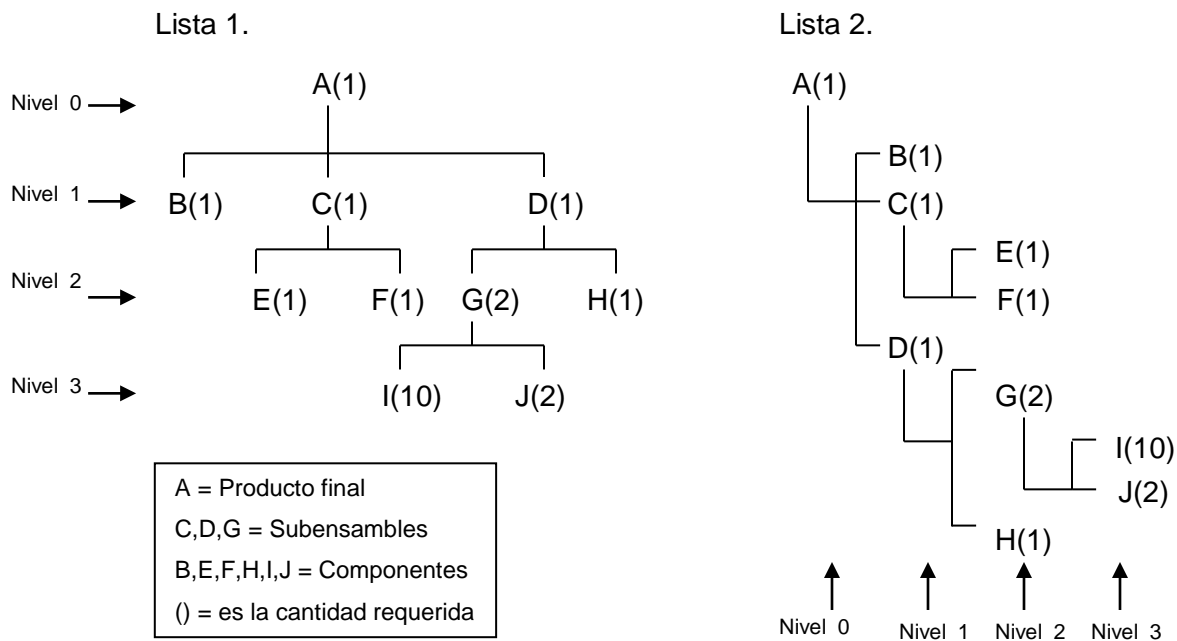 Lista 1.
Nivel 0
A(1)
Nivel 1
B(1) C(1) D(1)
Nivel 2
E(1) F(1) G(2) H(1)
Nivel 3
I(10) J(2)
A = Producto final
C,D,G = Subensambles
B,E,F,H,I,J = Componentes
() = es la cantidad requerida
Lista 2.
A(1)
B(1)
C(1)
E(1)
F(1)
D(1)
G(2)
I(10)
J(2)
H(1)
Nivel 0 Nivel 1 Nivel 2 Nivel 3